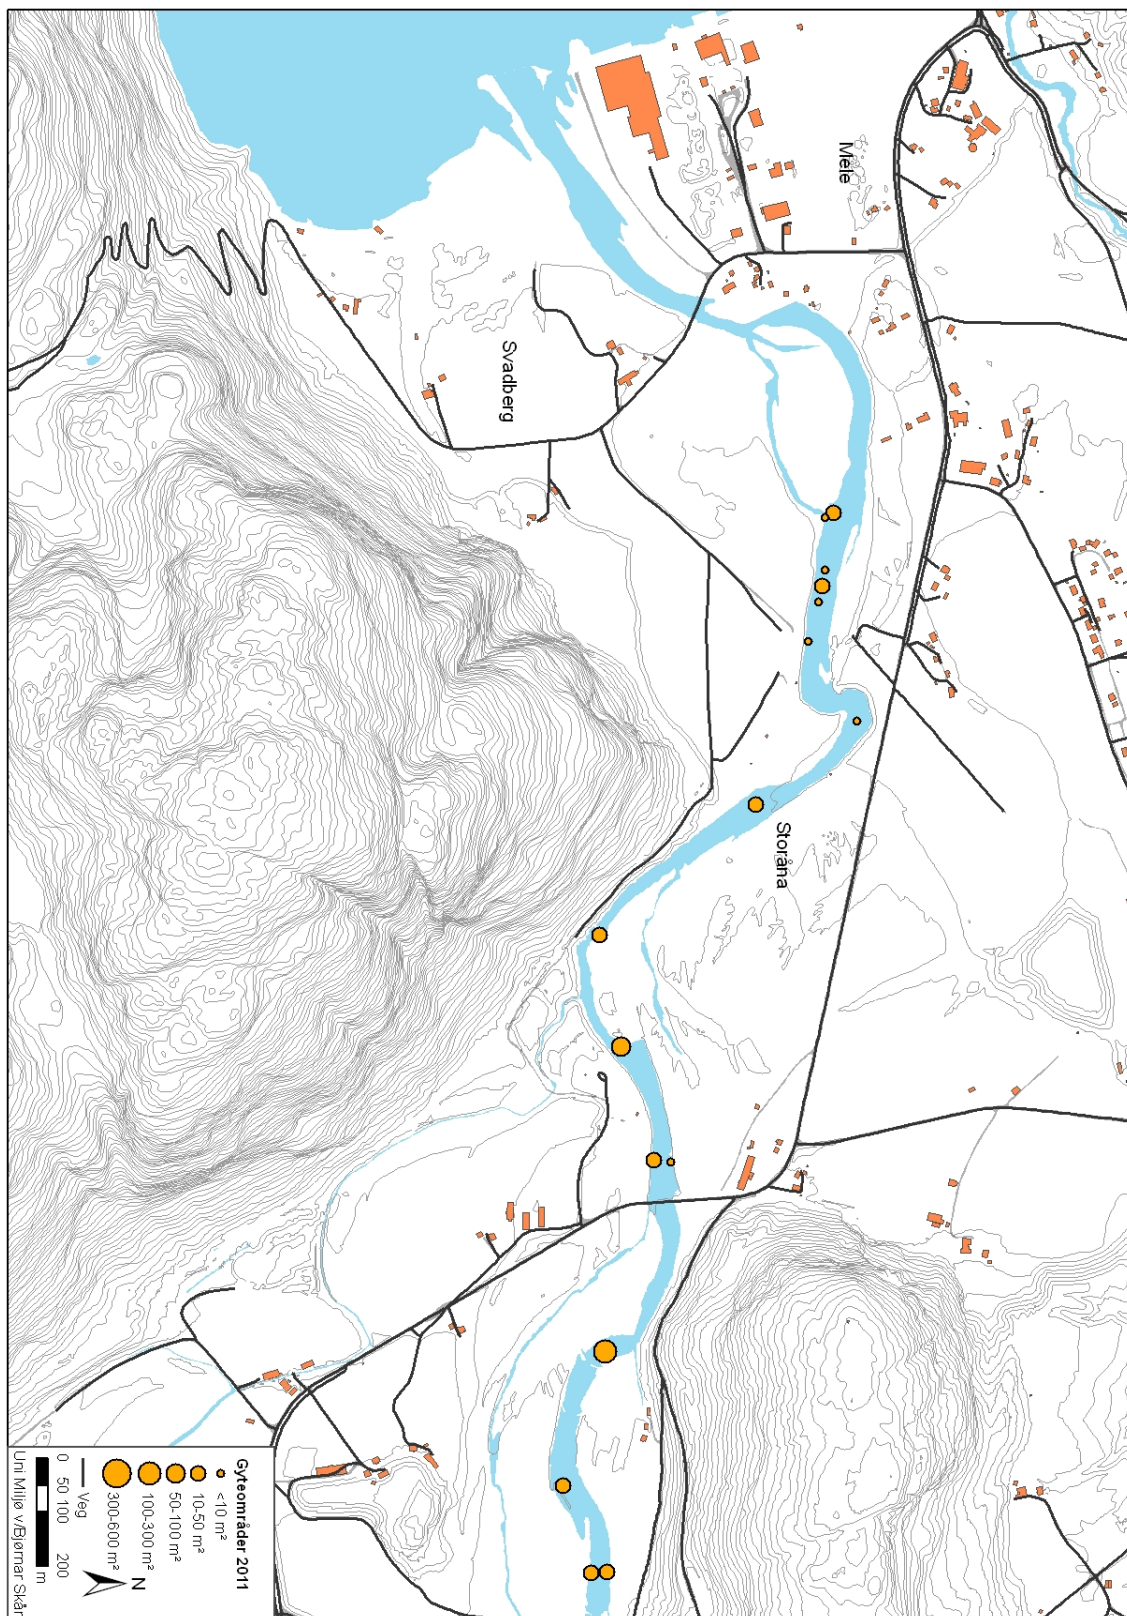 Mele
Svadberg
Storåna
Gyteområder 2011
<10 m²
10-50 m²
50-100 m²
100-300 m²
300-600 m²
Veg
0 50 100 200
m
N
Uni Miljø v/Bjørnar Skår